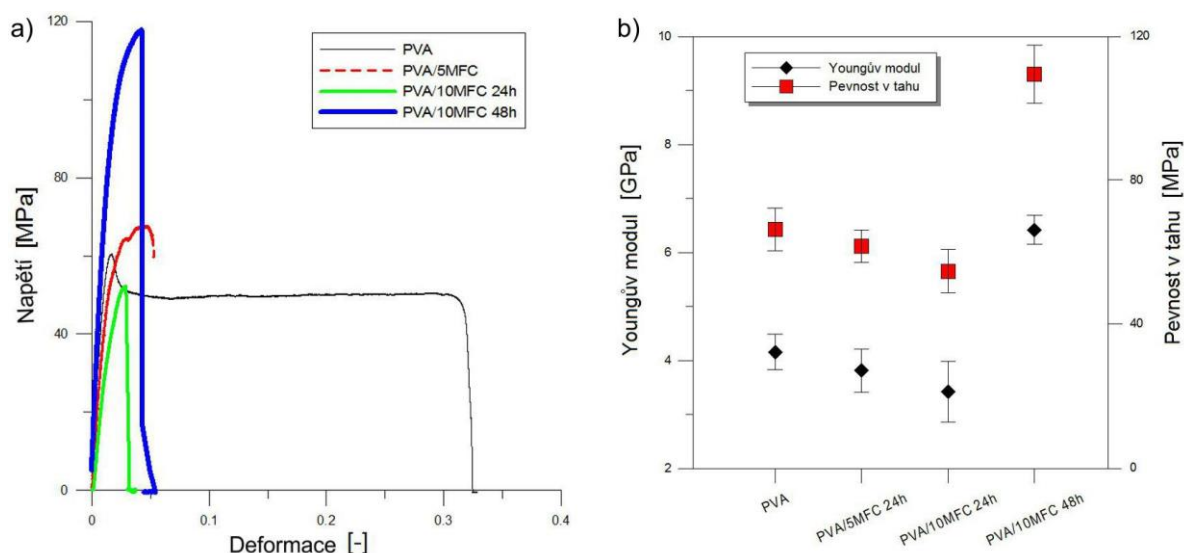 a)
Napětí [MPa]
120
80
40
0
PVA
PVA/5MFC
PVA/10MFC 24h
PVA/10MFC 48h
0
0.1
0.2
0.3
0.4
Deformace [-]
b)
Youngův modul [GPa]
10
8
6
4
2
Youngův modul
Pevnost v tahu
120
80
40
0
Pevnost v tahu [MPa]
PVA
PVA/5MFC 24h
PVA/10MFC 24h
PVA/10MFC 48h